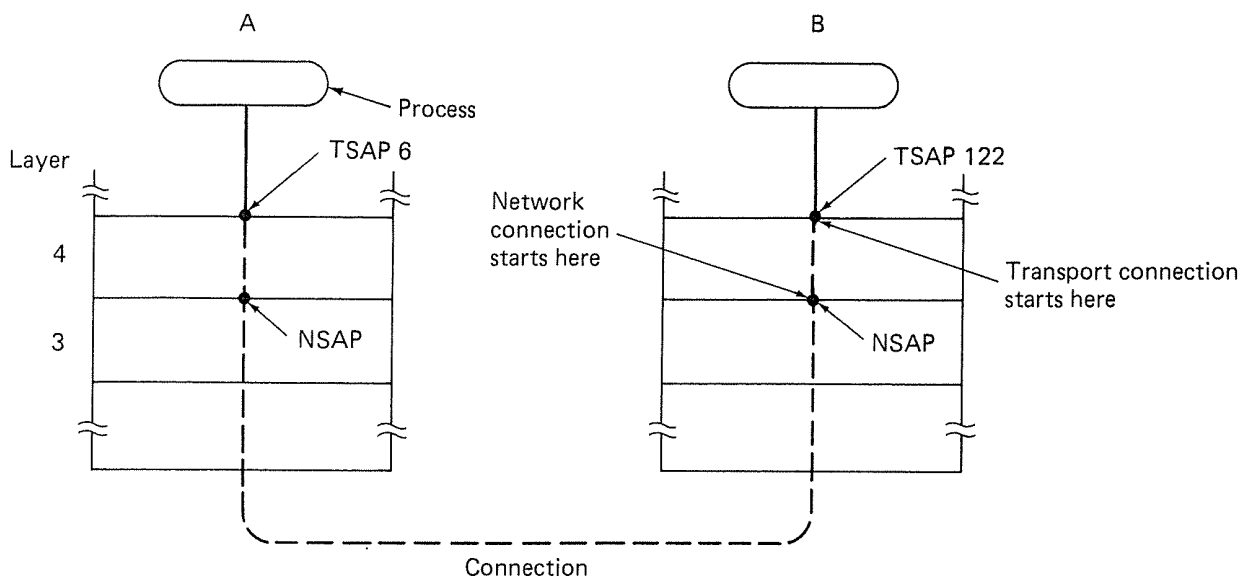 A
B
Process
Layer
TSAP 6
TSAP 122
Network
connection
starts here
4
Transport connection
starts here
3
NSAP
NSAP
Connection